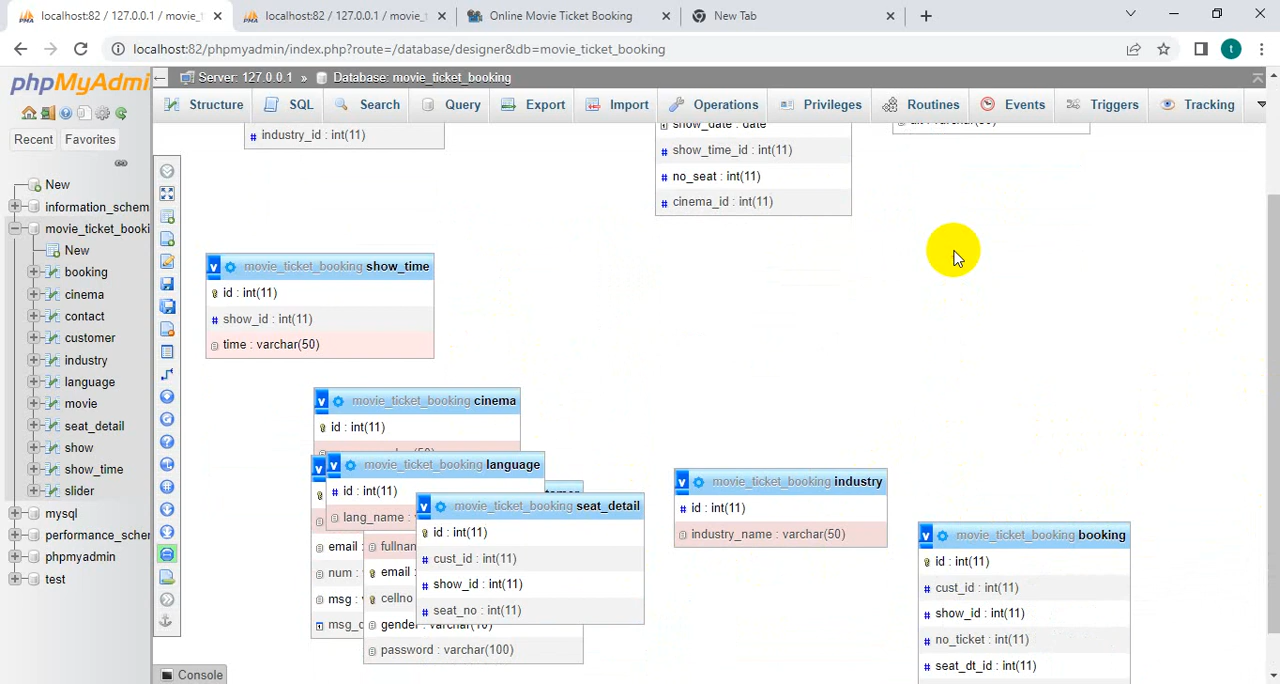 localhost:82 / 127.0.0.1 / movie_t
localhost:82 / 127.0.0.1 / movie_t
Online Movie Ticket Booking
New Tab
localhost:82/phpmyadmin/index.php?route=/database/designer&db=movie_ticket_booking
t
phpMyAdmi
Server: 127.0.0.1 » Database: movie_ticket_booking
Structure
SQL
Search
Query
Export
Import
Operations
Privileges
Routines
Events
Triggers
Tracking
Recent
Favorites
New
information_schem
movie_ticket_booki
New
booking
cinema
contact
customer
industry
language
movie
seat_detail
show
show_time
slider
mysql
performance_schem
phpmyadmin
test
industry_id : int(11)
show_date : date
show_time_id : int(11)
no_seat : int(11)
cinema_id : int(11)
movie_ticket_booking show_time
id : int(11)
show_id : int(11)
time : varchar(50)
movie_ticket_booking cinema
id : int(11)
movie_ticket_booking language
id : int(11)
lang_name :
email
num :
msg :
fullnam
email
cellno
gender : varchar(10)
password : varchar(100)
movie_ticket_booking seat_detail
id : int(11)
cust_id : int(11)
show_id : int(11)
seat_no : int(11)
movie_ticket_booking industry
id : int(11)
industry_name : varchar(50)
movie_ticket_booking booking
id : int(11)
cust_id : int(11)
show_id : int(11)
no_ticket : int(11)
seat_dt_id : int(11)
Console